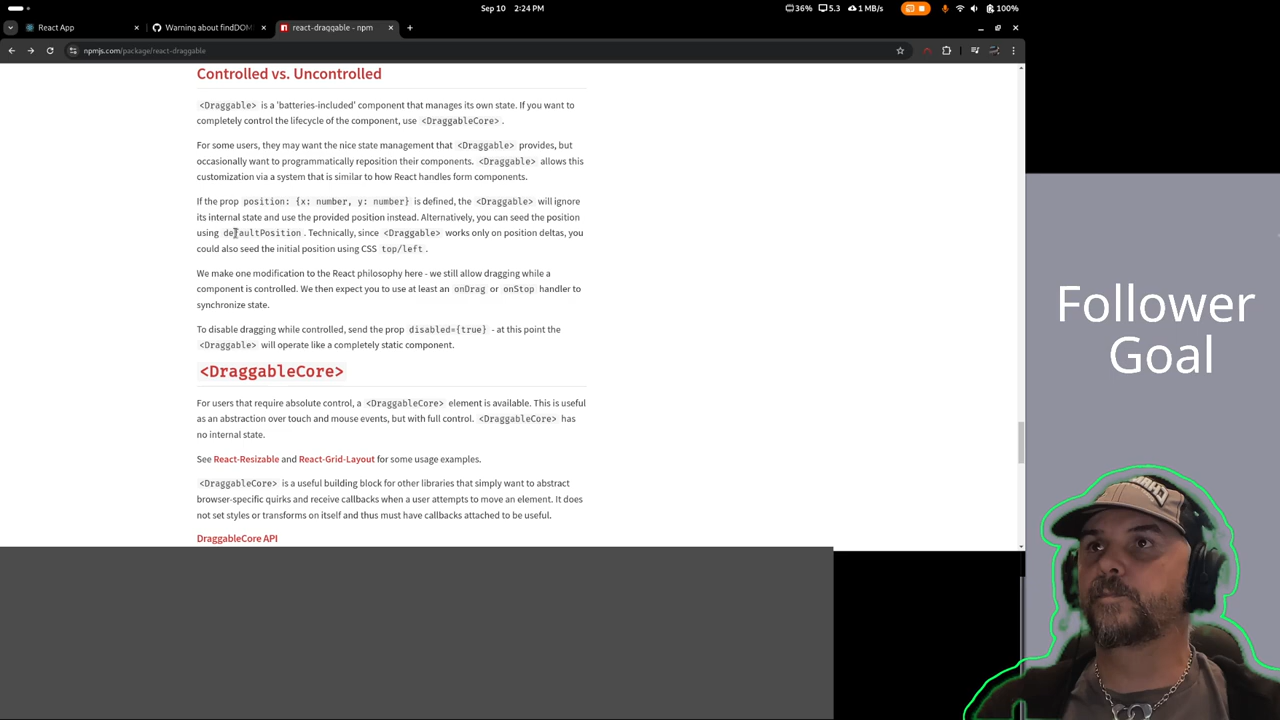 Sep 10 2:24 PM
36% 5.3 1 MB/s 100%
React App
Warning about findDOM
react-draggable - npm
npmjs.com/package/react-draggable
Controlled vs. Uncontrolled
<Draggable> is a 'batteries-included' component that manages its own state. If you want to
completely control the lifecycle of the component, use <DraggableCore>.
For some users, they may want the nice state management that <Draggable> provides, but
occasionally want to programmatically reposition their components. <Draggable> allows this
customization via a system that is similar to how React handles form components.
If the prop position: {x: number, y: number} is defined, the <Draggable> will ignore
its internal state and use the provided position instead. Alternatively, you can seed the position
using defaultPosition. Technically, since <Draggable> works only on position deltas, you
could also seed the initial position using CSS top/left.
We make one modification to the React philosophy here - we still allow dragging while a
component is controlled. We then expect you to use at least an onDrag or onStop handler to
synchronize state.
To disable dragging while controlled, send the prop disabled={true} - at this point the
<Draggable> will operate like a completely static component.
<DraggableCore>
For users that require absolute control, a <DraggableCore> element is available. This is useful
as an abstraction over touch and mouse events, but with full control. <DraggableCore> has
no internal state.
See React-Resizable and React-Grid-Layout for some usage examples.
<DraggableCore> is a useful building block for other libraries that simply want to abstract
browser-specific quirks and receive callbacks when a user attempts to move an element. It does
not set styles or transforms on itself and thus must have callbacks attached to be useful.
DraggableCore API
Follower
Goal